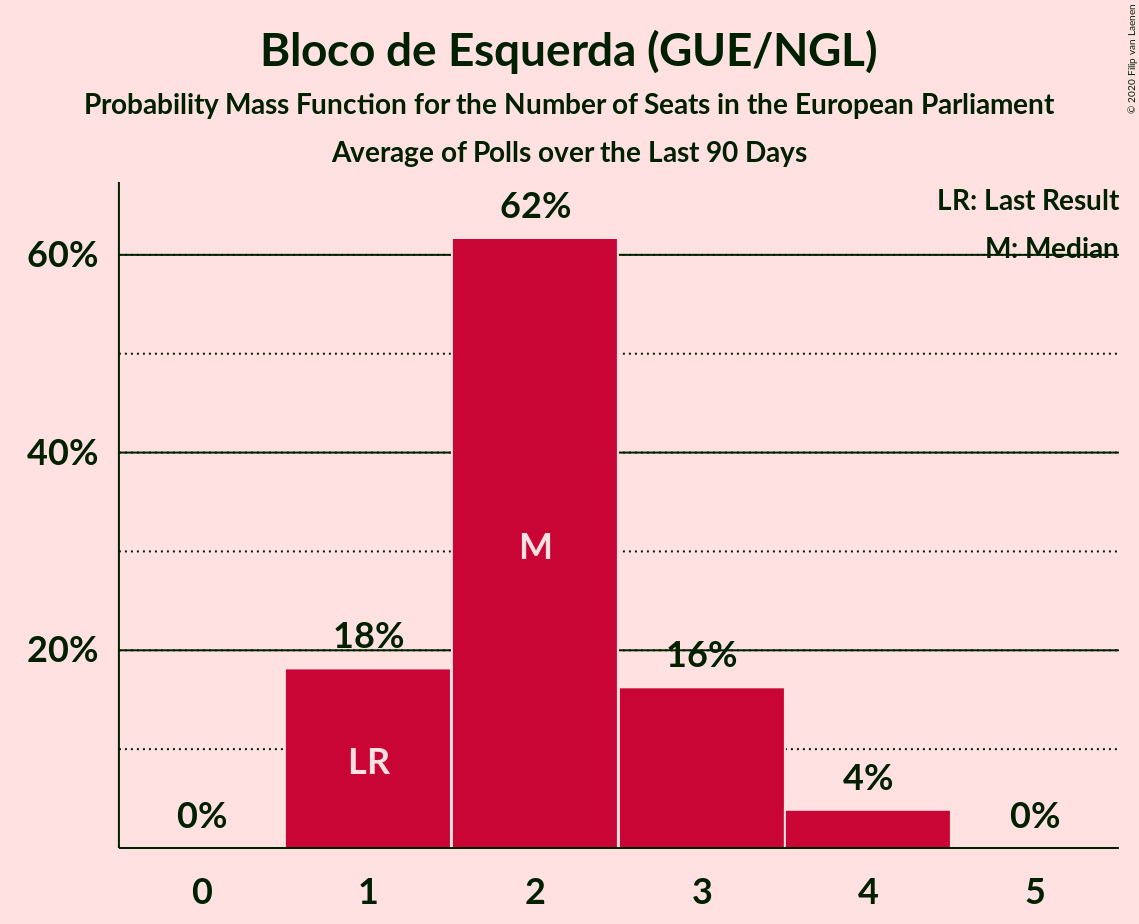 Bloco de Esquerda (GUE/NGL)
Probability Mass Function for the Number of Seats in the European Parliament
Average of Polls over the Last 90 Days
© 2020 Filip van Laenen
LR: Last Result
M: Median
62%
60%
40%
M
18%
16%
20%
LR
4%
0%
0%
0 1 2 3 4 5